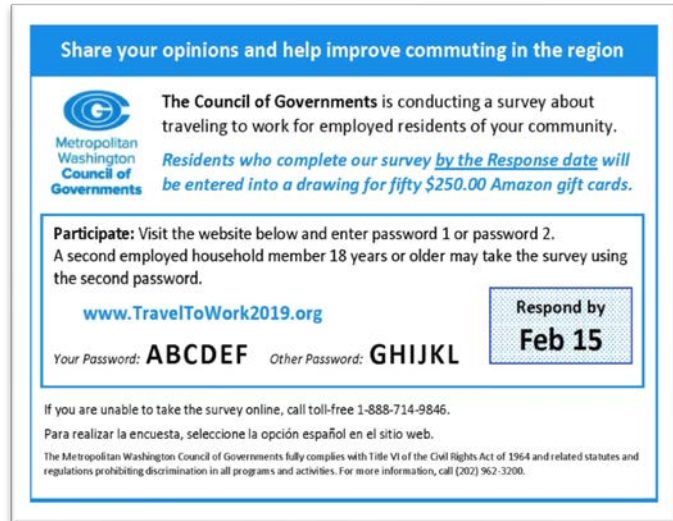 Share your opinions and help improve commuting in the region
Metropolitan
Washington
Council of
Governments
The Council of Governments is conducting a survey about
traveling to work for employed residents of your community.
Residents who complete our survey by the Response date will
be entered into a drawing for fifty $250.00 Amazon gift cards.
Participate: Visit the website below and enter password 1 or password 2.
A second employed household member 18 years or older may take the survey using
the second password.
www.TravelToWork2019.org
Your Password: ABCDEF Other Password: GHIJKL
Respond by
Feb 15
If you are unable to take the survey online, call toll-free 1-888-714-9846.
Para realizar la encuesta, seleccione la opción español en el sitio web.
The Metropolitan Washington Council of Governments fully complies with Title VI of the Civil Rights Act of 1964 and related statutes and
regulations prohibiting discrimination in all programs and activities. For more information, call (202) 962-3200.